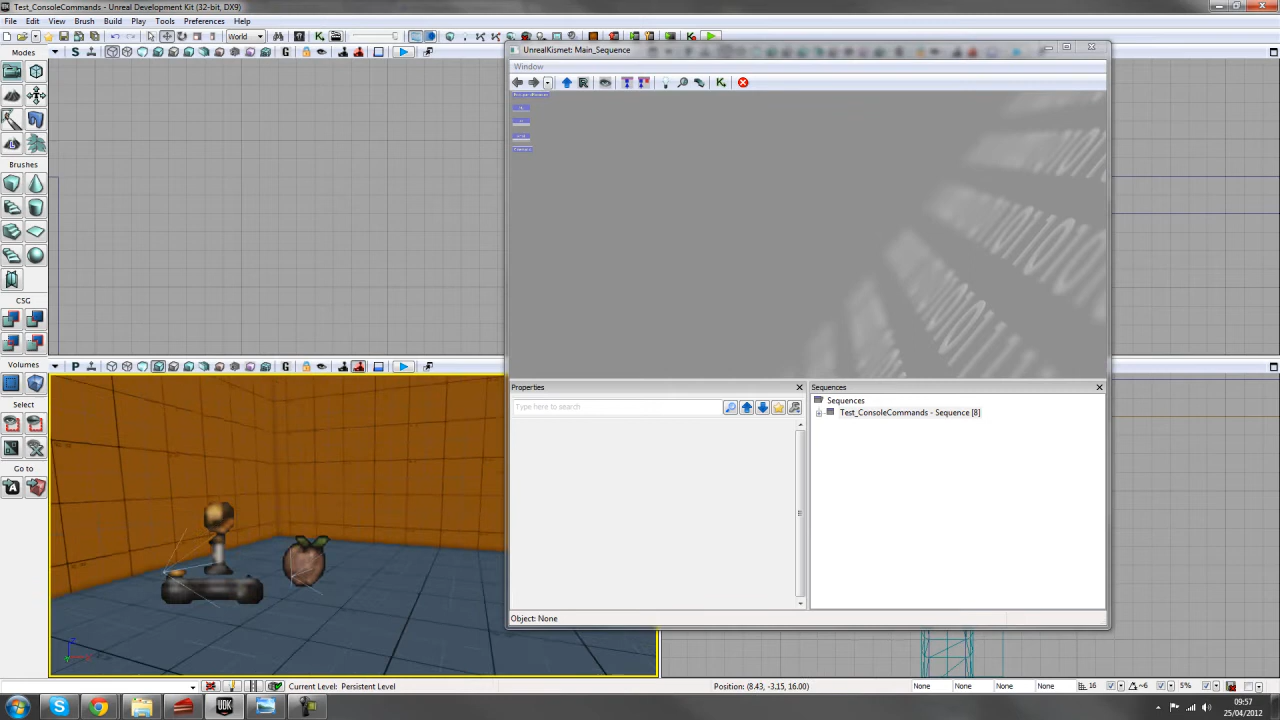 Test_ConsoleCommands - Unreal Development Kit (32-bit, DX9)
File Edit View Brush Build Play Tools Preferences Help
World
Modes
S
G
Brushes
CSG
Volumes
P
G
Select
Go to
UnrealKismet: Main_Sequence
Window
Properties
Type here to search
Object: None
Sequences
Sequences
Test_ConsoleCommands - Sequence [8]
Current Level: Persistent Level
Position: (8.43, -3.15, 16.00)
None None None None
16
~6
5%
UDK
09:57
25/04/2012